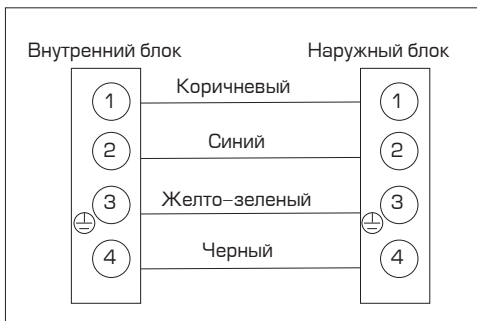 Внутренний блок Наружный блок
1 Коричневый 1
2 Синий 2
3 Желто-зеленый 3
4 Черный 4